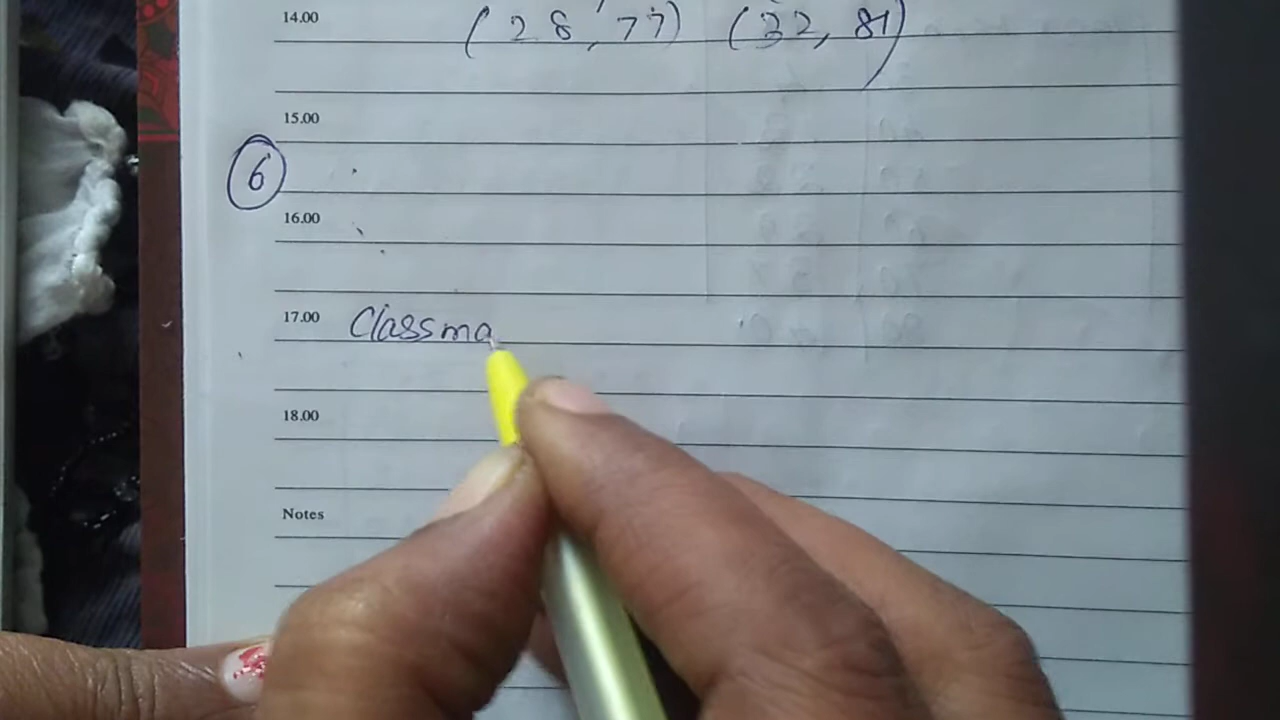 14.00 (28, 77) (32, 81)
15.00
6
16.00
17.00 Classma
18.00
Notes